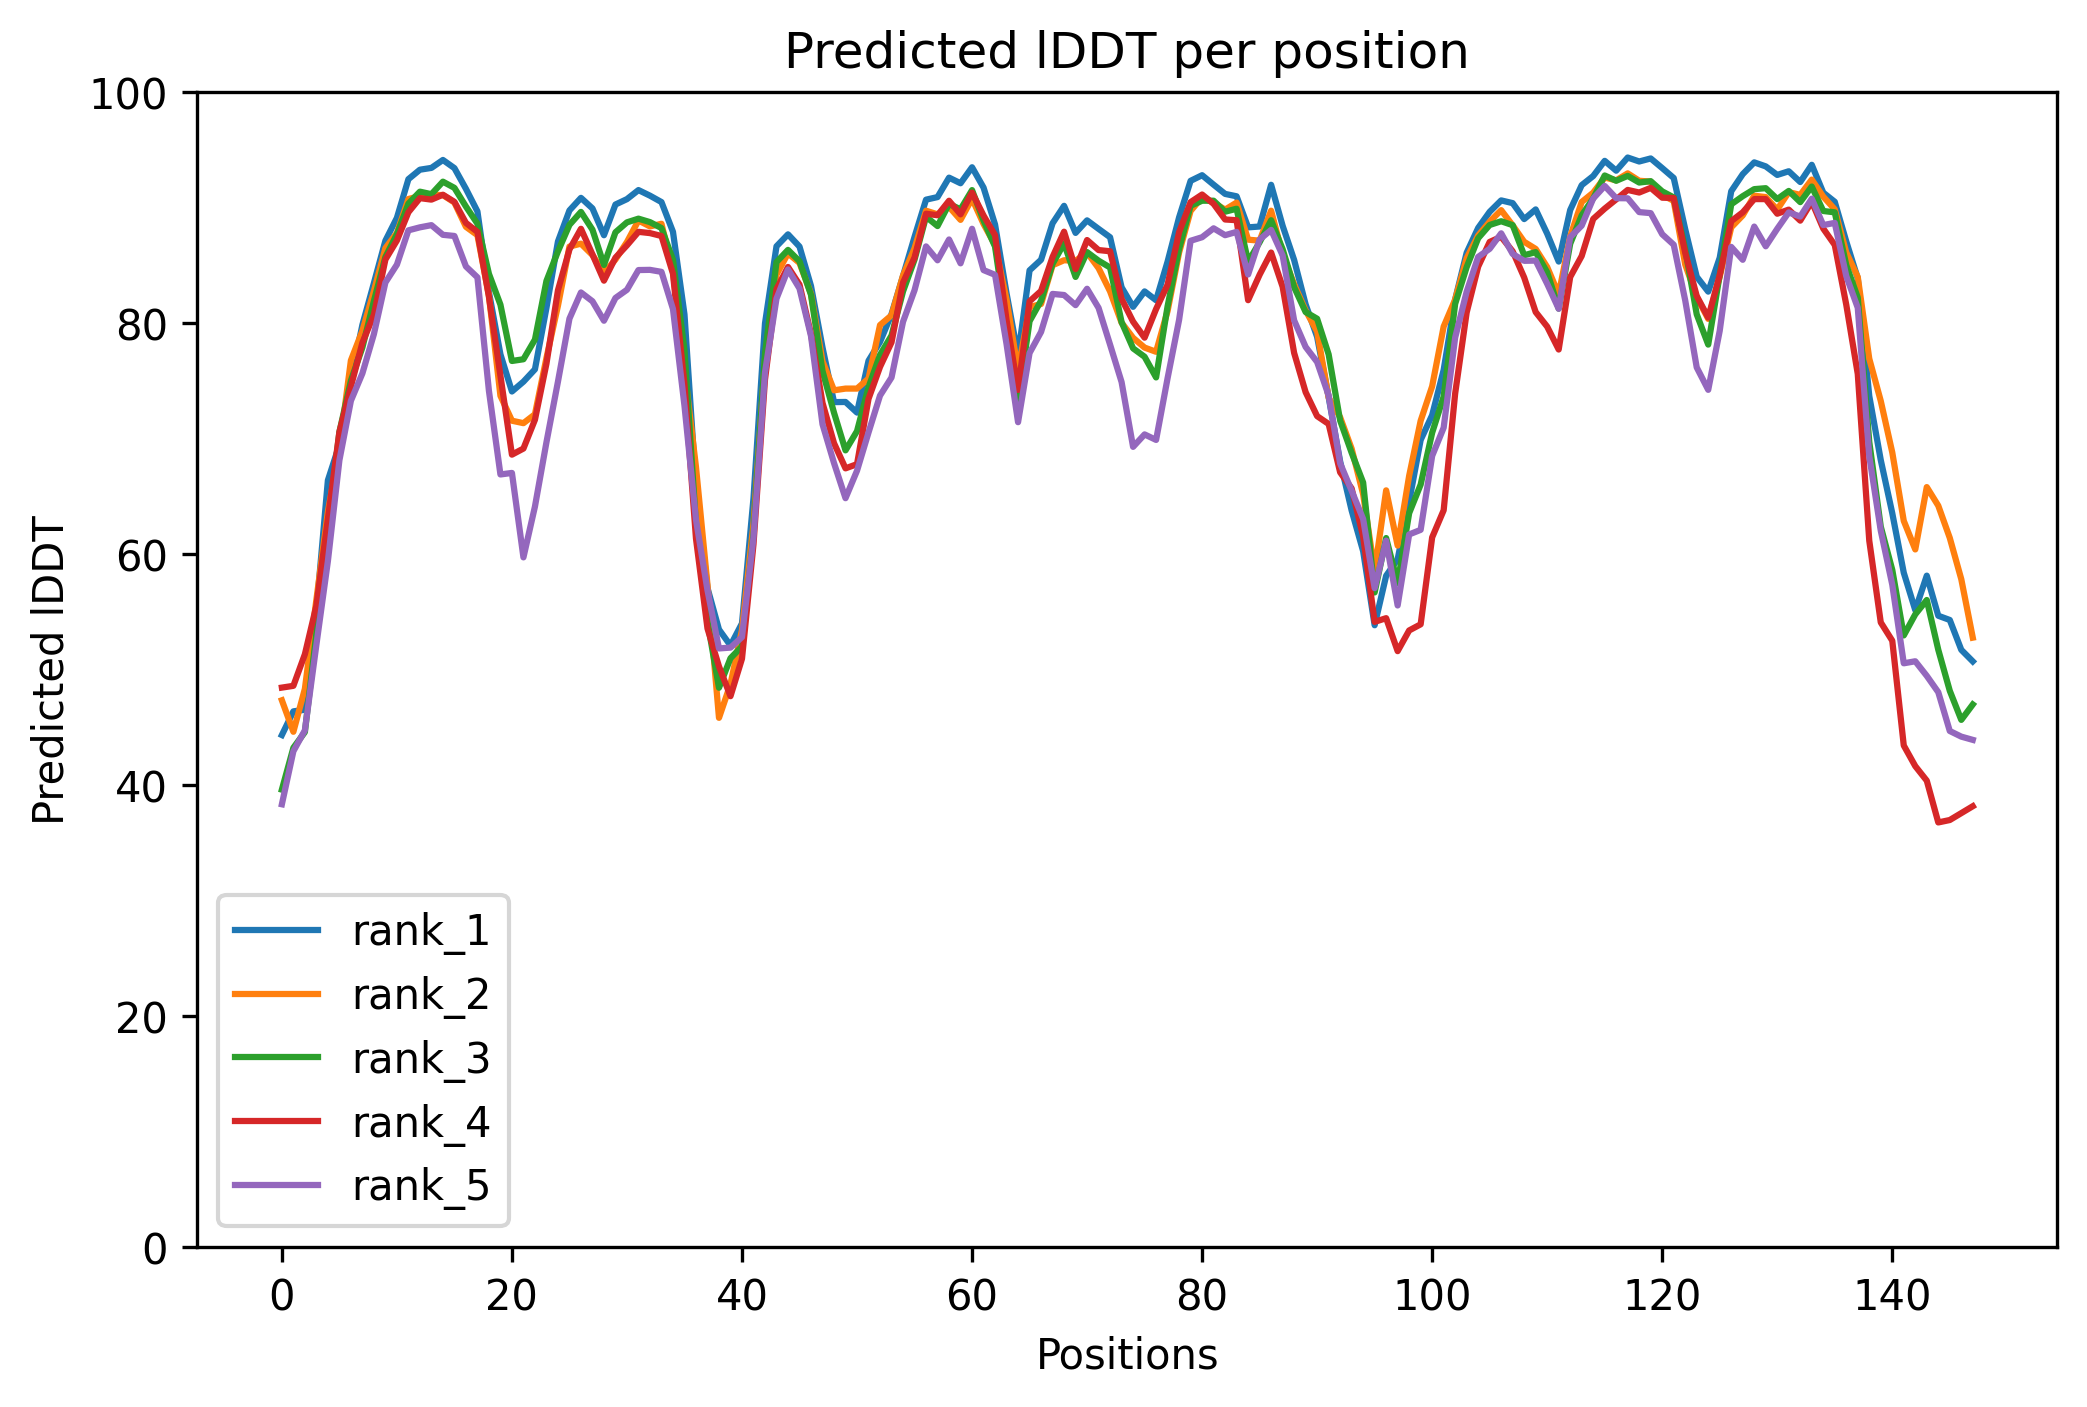 Predicted lDDT per position
Predicted lDDT
100
80
60
40
20
0
rank_1
rank_2
rank_3
rank_4
rank_5
0 20 40 60 80 100 120 140
Positions